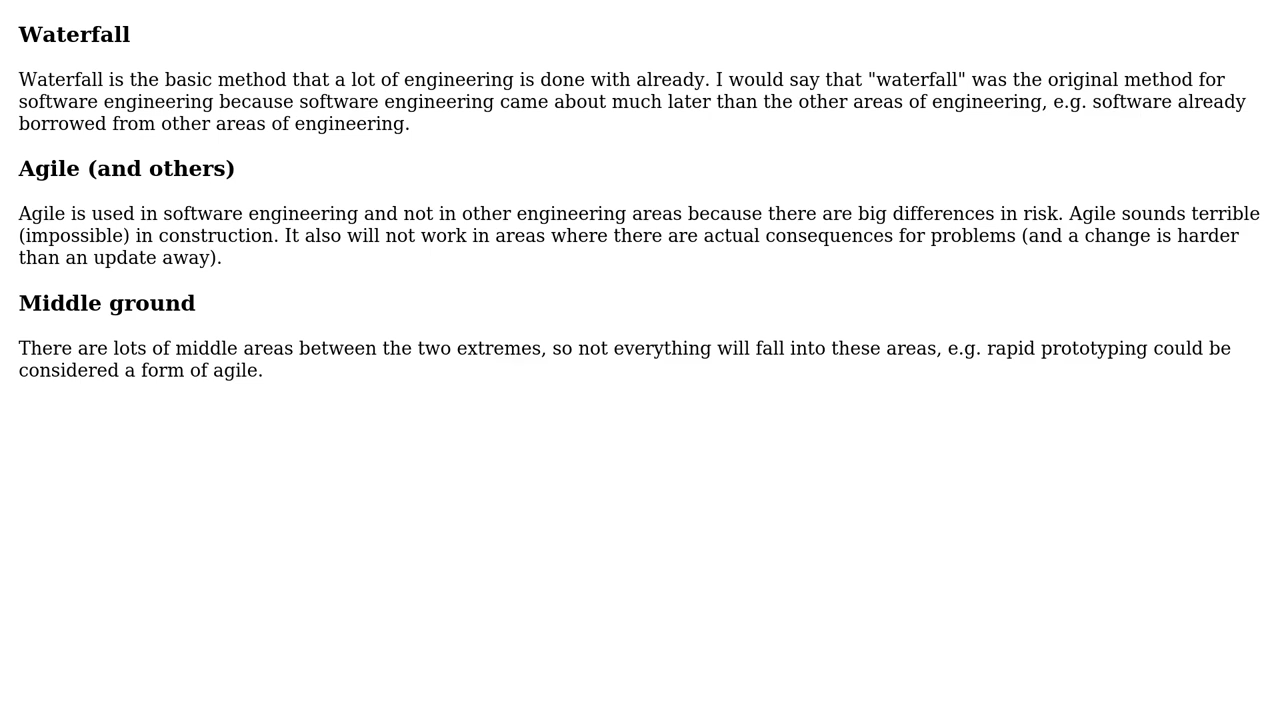 Waterfall
Waterfall is the basic method that a lot of engineering is done with already. I would say that "waterfall" was the original method for
software engineering because software engineering came about much later than the other areas of engineering, e.g. software already
borrowed from other areas of engineering.
Agile (and others)
Agile is used in software engineering and not in other engineering areas because there are big differences in risk. Agile sounds terrible
(impossible) in construction. It also will not work in areas where there are actual consequences for problems (and a change is harder
than an update away).
Middle ground
There are lots of middle areas between the two extremes, so not everything will fall into these areas, e.g. rapid prototyping could be
considered a form of agile.